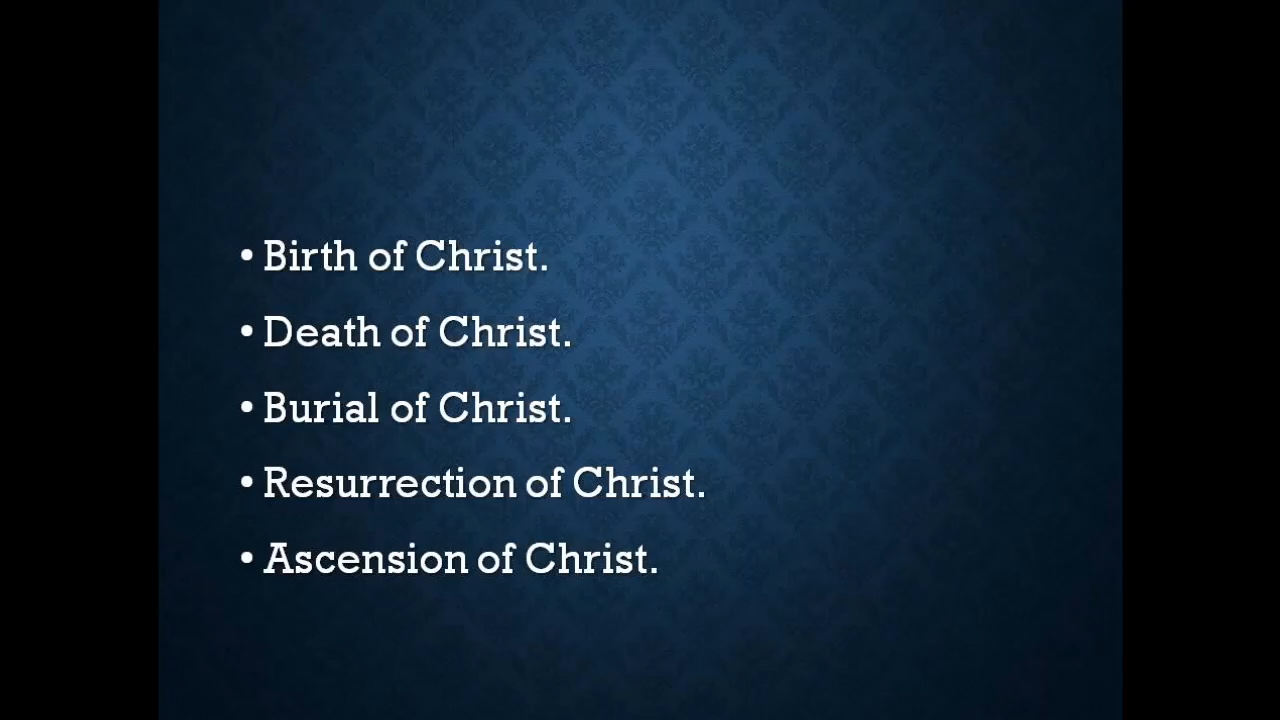 • Birth of Christ.
• Death of Christ.
• Burial of Christ.
• Resurrection of Christ.
• Ascension of Christ.